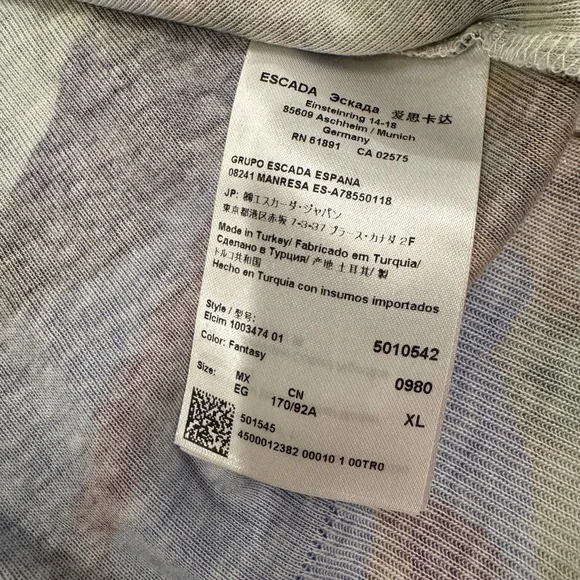 ESCADA Эскада 爱思卡达
Einsteinring 14-18
85609 Aschheim / Munich
Germany
RN 61891 CA 02575
GRUPO ESCADA ESPANA
08241 MANRESA ES-A78550118
JP: ㈱エスカーダ・ジャパン
東京都港区赤坂 7-3-37 プラース・カナダ 2F
Made in Turkey/ Fabricado em Turquia/
Сделано в Турции/ 产地 土耳其/ 製
トルコ共和国
Hecho en Turquia con insumos importados
Style / 型号:
Elcim 1003474 01 5010542
Color: Fantasy 0980
Size: MX CN XL
EG 170/92A
501545
4500012382 00010 1 00TR0